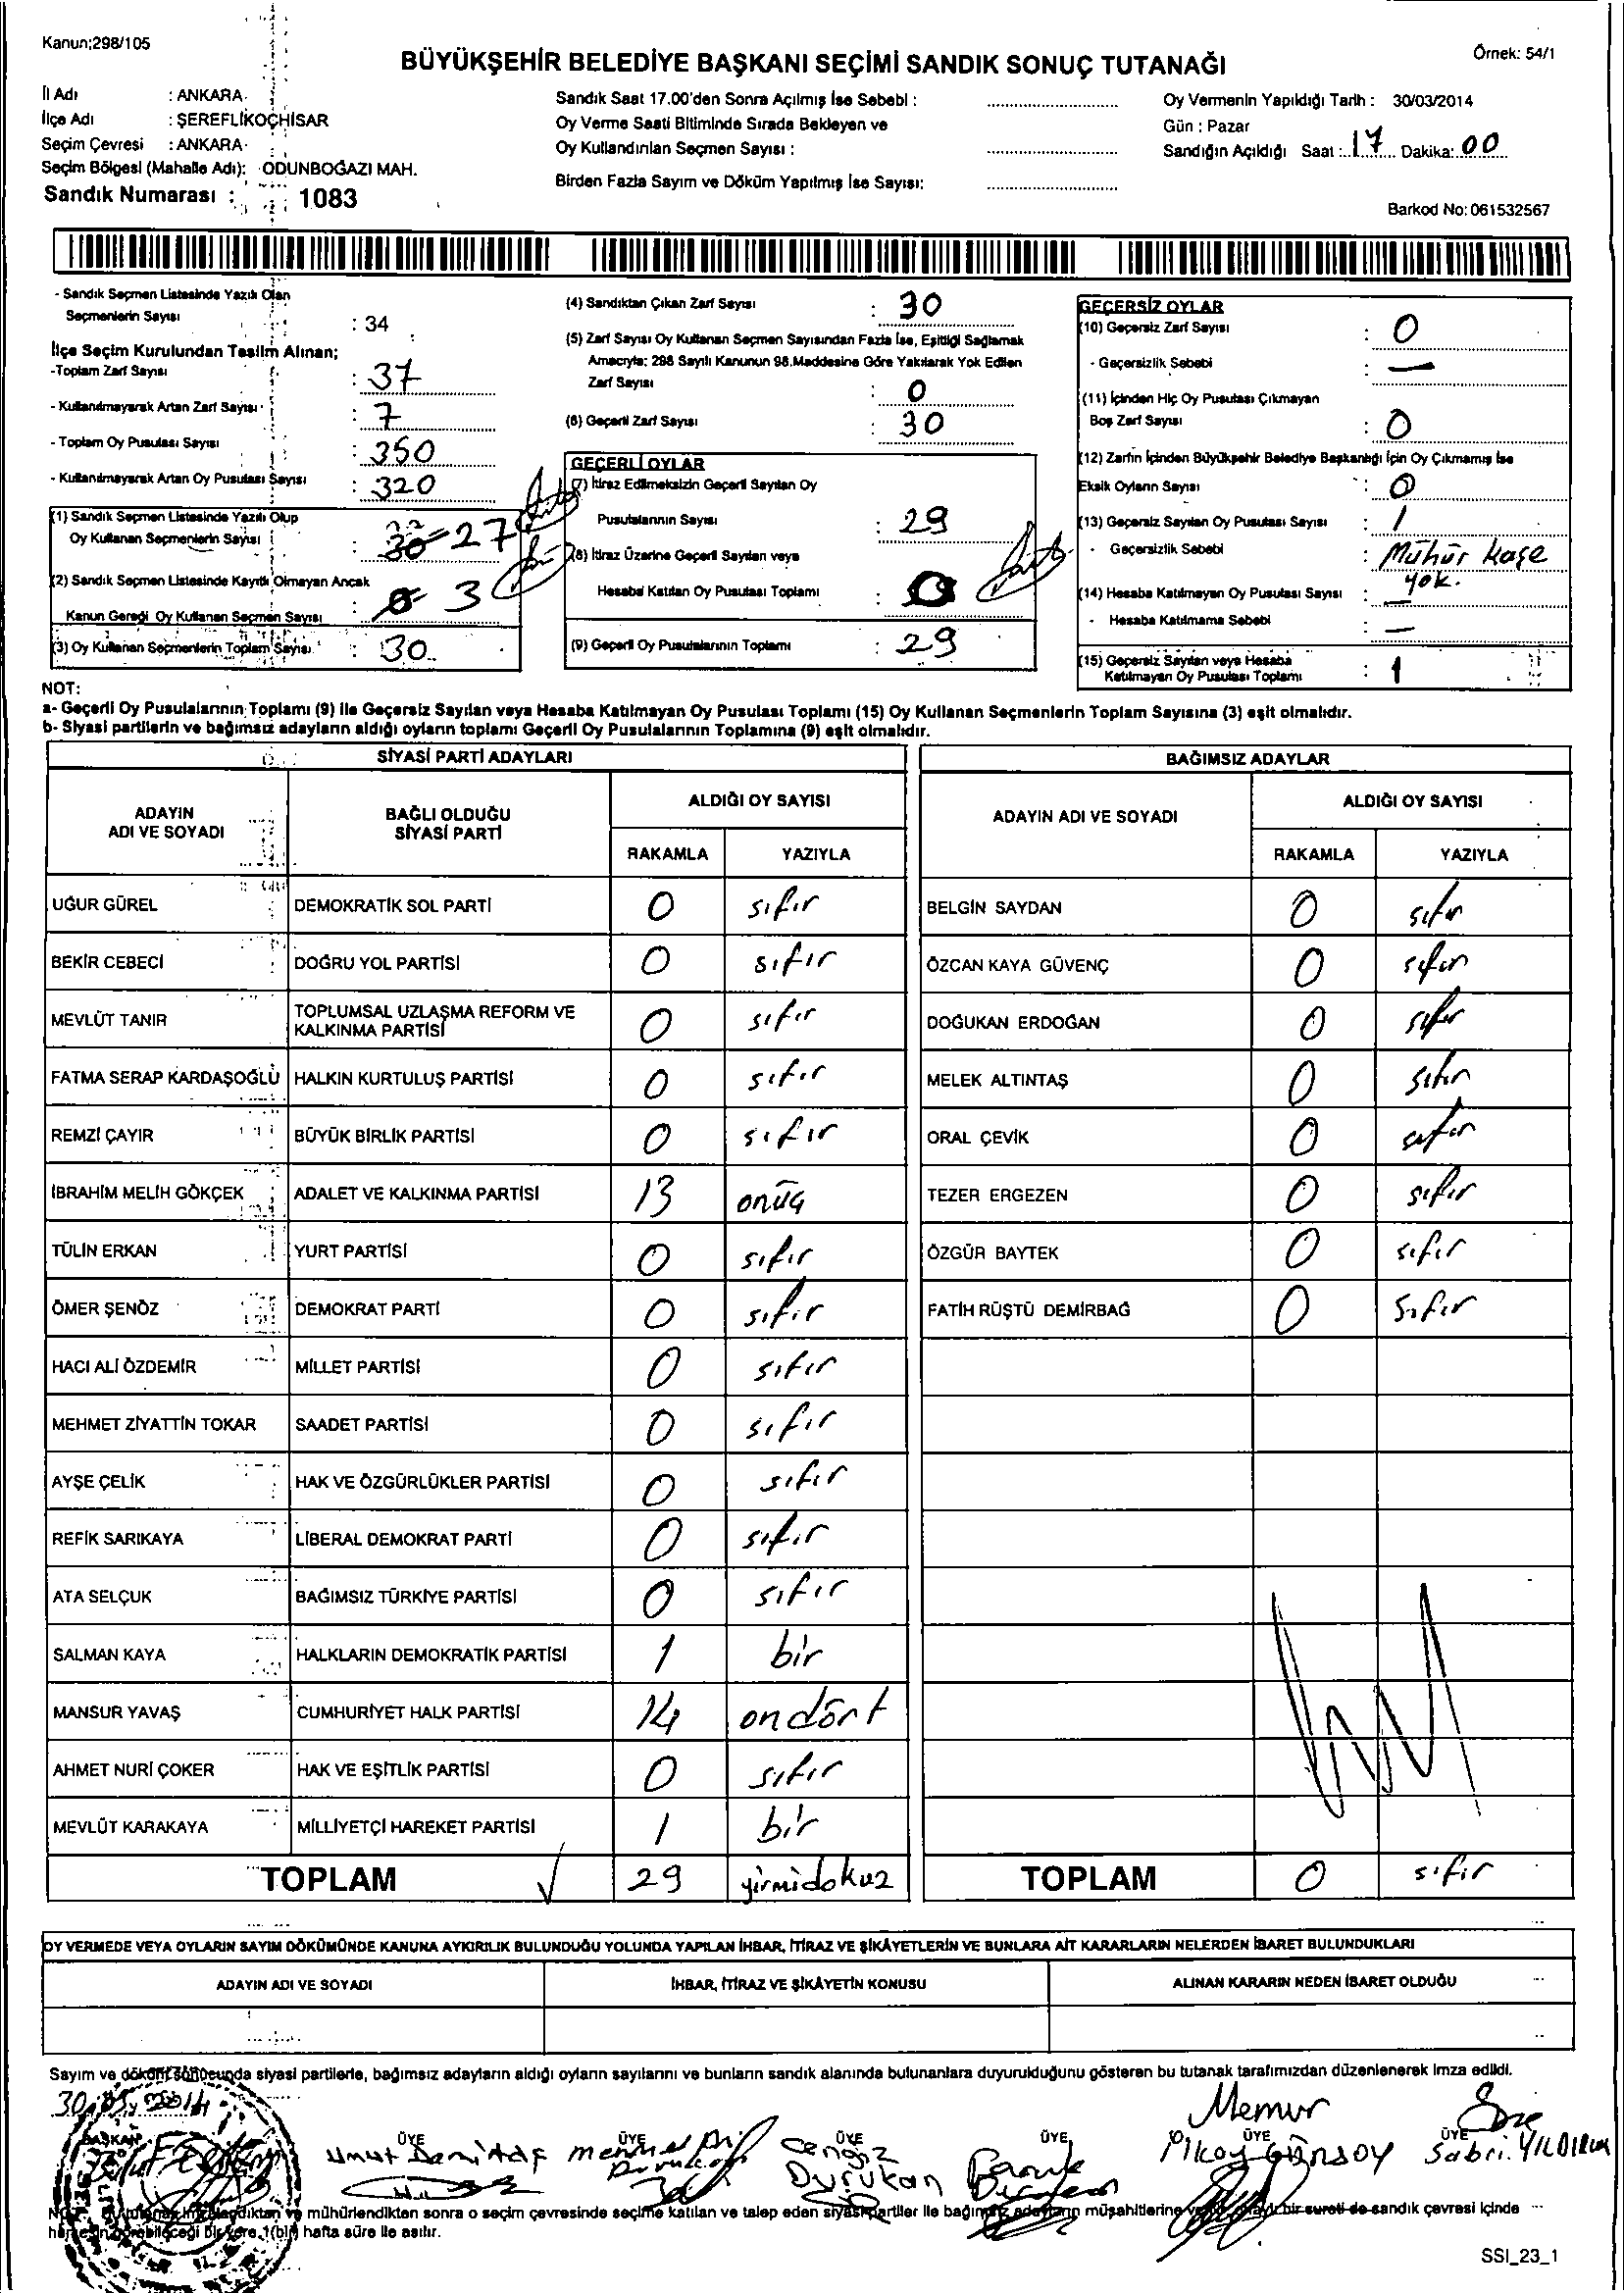 Kanun;298/105
Örnek: 54/1
BÜYÜKŞEHİR BELEDİYE BAŞKANI SEÇİMİ SANDIK SONUÇ TUTANAĞI
İl Adı : ANKARA
İlçe Adı : ŞEREFLİKOÇHİSAR
Seçim Çevresi : ANKARA
Seçim Bölgesi (Mahalle Adı): ODUNBOĞAZI MAH.
Sandık Numarası : 1083
Sandık Saat 17.00'den Sonra Açılmış İse Sebebi :
Oy Verme Saati Bitiminde Sırada Bekleyen ve
Oy Kullandırılan Seçmen Sayısı :
Birden Fazla Sayım ve Döküm Yapılmış İse Sayısı:
Oy Vermenin Yapıldığı Tarih : 30/03/2014
Gün : Pazar
Sandığın Açıldığı Saat : 17 Dakika: 00
Barkod No: 061532567
- Sandık Seçmen Listesinde Yazılı Olan
Seçmenlerin Sayısı : 34
İlçe Seçim Kurulundan Teslim Alınan;
-Toplam Zarf Sayısı : 37
- Kullanılmayarak Artan Zarf Sayısı : 7
- Toplam Oy Pusulası Sayısı : 350
- Kullanılmayarak Artan Oy Pusulası Sayısı : 320
(1) Sandık Seçmen Listesinde Yazılı Olup
Oy Kullanan Seçmenlerin Sayısı : 30 27
(2) Sandık Seçmen Listesinde Kayıtlı Olmayan Ancak
Kanun Gereği Oy Kullanan Seçmen Sayısı : 0 3
(3) Oy Kullanan Seçmenlerin Toplam Sayısı : 30
(4) Sandıktan Çıkan Zarf Sayısı : 30
(5) Zarf Sayısı Oy Kullanan Seçmen Sayısından Fazla İse, Eşitliği Sağlamak
Amacıyla; 298 Sayılı Kanunun 98.Maddesine Göre Yakılarak Yok Edilen
Zarf Sayısı : 0
(6) Geçerli Zarf Sayısı : 30
GEÇERLİ OYLAR
(7) İtiraz Edilmeksizin Geçerli Sayılan Oy
Pusulalarının Sayısı : 29
(8) İtiraz Üzerine Geçerli Sayılan veya
Hesaba Katılan Oy Pusulası Toplamı : 0
(9) Geçerli Oy Pusulalarının Toplamı : 29
GEÇERSİZ OYLAR
(10) Geçersiz Zarf Sayısı : 0
- Geçersizlik Sebebi : —
(11) İçinden Hiç Oy Pusulası Çıkmayan
Boş Zarf Sayısı : 0
(12) Zarfın İçinden Büyükşehir Belediye Başkanlığı İçin Oy Çıkmamış İse
Eksik Oyların Sayısı : 0
(13) Geçersiz Sayılan Oy Pusulası Sayısı : 1
- Geçersizlik Sebebi : Mühür kaşe
yok.
(14) Hesaba Katılmayan Oy Pusulası Sayısı : —
- Hesaba Katılmama Sebebi : —
(15) Geçersiz Sayılan veya Hesaba
Katılmayan Oy Pusulası Toplamı : 1
NOT:
a- Geçerli Oy Pusulalarının Toplamı (9) ile Geçersiz Sayılan veya Hesaba Katılmayan Oy Pusulası Toplamı (15) Oy Kullanan Seçmenlerin Toplam Sayısına (3) eşit olmalıdır.
b- Siyasi partilerin ve bağımsız adayların aldığı oyların toplamı Geçerli Oy Pusulalarının Toplamına (9) eşit olmalıdır.
SİYASİ PARTİ ADAYLARI
ADAYIN ADI VE SOYADI BAĞLI OLDUĞU SİYASİ PARTİ ALDIĞI OY SAYISI
RAKAMLA YAZIYLA
UĞUR GÜREL DEMOKRATİK SOL PARTİ 0 sıfır
BEKİR CEBECİ DOĞRU YOL PARTİSİ 0 sıfır
MEVLÜT TANIR TOPLUMSAL UZLAŞMA REFORM VE KALKINMA PARTİSİ 0 sıfır
FATMA SERAP KARDAŞOĞLU HALKIN KURTULUŞ PARTİSİ 0 sıfır
REMZİ ÇAYIR BÜYÜK BİRLİK PARTİSİ 0 sıfır
İBRAHİM MELİH GÖKÇEK ADALET VE KALKINMA PARTİSİ 13 onüç
TÜLİN ERKAN YURT PARTİSİ 0 sıfır
ÖMER ŞENÖZ DEMOKRAT PARTİ 0 sıfır
HACI ALİ ÖZDEMİR MİLLET PARTİSİ 0 sıfır
MEHMET ZİYATTİN TOKAR SAADET PARTİSİ 0 sıfır
AYŞE ÇELİK HAK VE ÖZGÜRLÜKLER PARTİSİ 0 sıfır
REFİK SARIKAYA LİBERAL DEMOKRAT PARTİ 0 sıfır
ATA SELÇUK BAĞIMSIZ TÜRKİYE PARTİSİ 0 sıfır
SALMAN KAYA HALKLARIN DEMOKRATİK PARTİSİ 1 bir
MANSUR YAVAŞ CUMHURİYET HALK PARTİSİ 14 ondört
AHMET NURİ ÇOKER HAK VE EŞİTLİK PARTİSİ 0 sıfır
MEVLÜT KARAKAYA MİLLİYETÇİ HAREKET PARTİSİ 1 bir
TOPLAM 29 yirmidokuz
BAĞIMSIZ ADAYLAR
ADAYIN ADI VE SOYADI ALDIĞI OY SAYISI
RAKAMLA YAZIYLA
BELGİN SAYDAN 0 sıfır
ÖZCAN KAYA GÜVENÇ 0 sıfır
DOĞUKAN ERDOĞAN 0 sıfır
MELEK ALTINTAŞ 0 sıfır
ORAL ÇEVİK 0 sıfır
TEZER ERGEZEN 0 sıfır
ÖZGÜR BAYTEK 0 sıfır
FATİH RÜŞTÜ DEMİRBAĞ 0 sıfır
TOPLAM 0 sıfır
OY VERMEDE VEYA OYLARIN SAYIM DÖKÜMÜNDE KANUNA AYKIRILIK BULUNDUĞU YOLUNDA YAPILAN İHBAR, İTİRAZ VE ŞİKÂYETLERİN VE BUNLARA AİT KARARLARIN NELERDEN İBARET BULUNDUKLARI
ADAYIN ADI VE SOYADI İHBAR, İTİRAZ VE ŞİKÂYETİN KONUSU ALINAN KARARIN NEDEN İBARET OLDUĞU
Sayım ve döküm sonucunda siyasi partilerle, bağımsız adayların aldığı oyların sayılarını ve bunların sandık alanında bulunanlara duyurulduğunu gösteren bu tutanak tarafımızdan düzenlenerek imza edildi.
30.03.2014
Memur
BAŞKAN ÜYE ÜYE ÜYE ÜYE ÜYE ÜYE
Umut Demirtaş Cengiz Durukan Faruk İlkay Günsoy Sabri YILDIRIM
mühürlendikten sonra o seçim çevresinde seçime katılan ve talep eden siyasi partiler ile bağımsız adayların müşahitlerine bir sureti de sandık çevresi içinde
herkesin görebileceği bir yere 1(bir) hafta süre ile asılır.
SSI_23_1